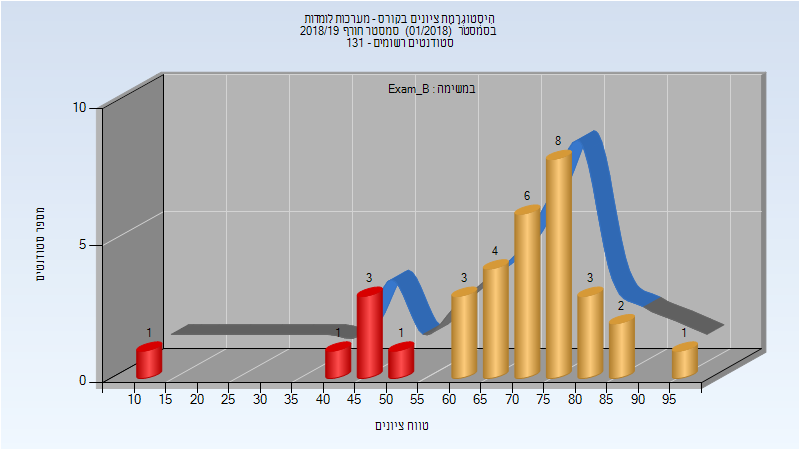 היסטוגרמת ציונים בקורס - מערכות לומדות
בסמסטר (01/2018) סמסטר חורף 2018/19
סטודנטים רשומים - 131
במשימה : Exam_B
10
5
0
מספר סטודנטים
1 1 3 1 3 4 6 8 3 2 1
10 15 20 25 30 35 40 45 50 55 60 65 70 75 80 85 90 95
טווח ציונים